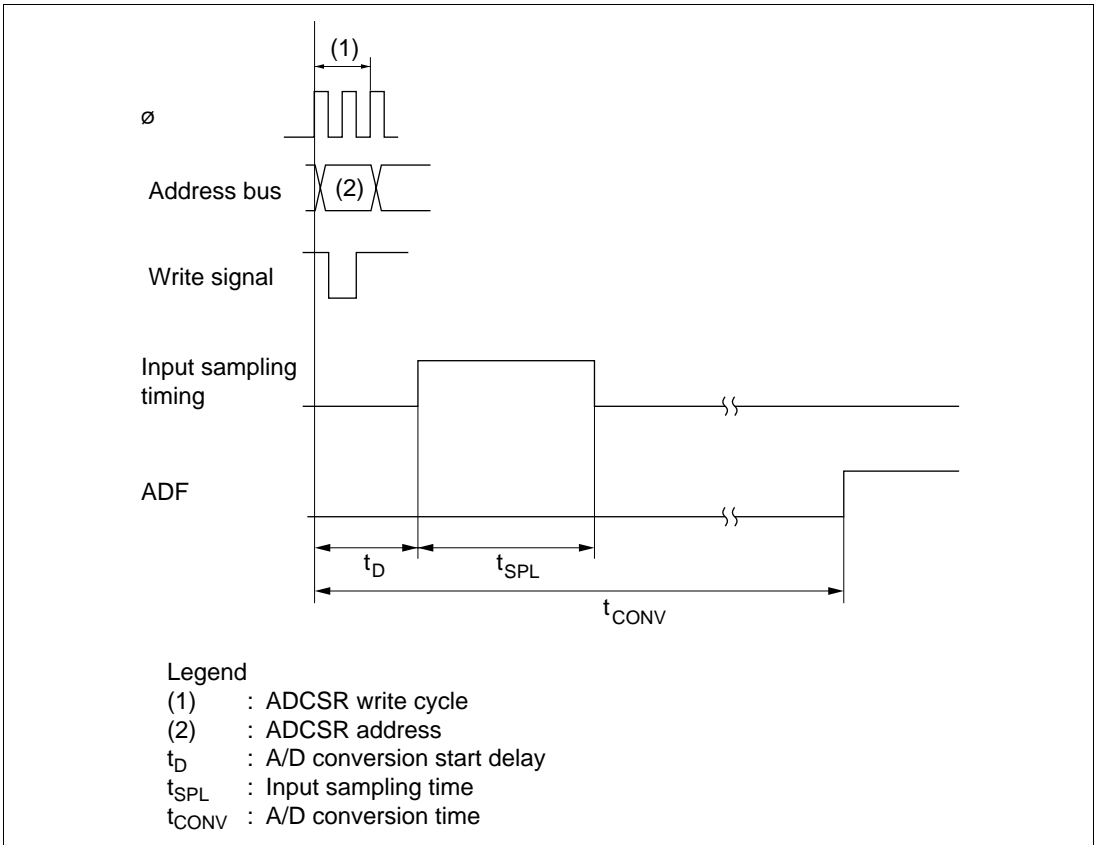 (1)
ø
Address bus
(2)
Write signal
Input sampling
timing
ADF
tD
tSPL
tCONV
Legend
(1) : ADCSR write cycle
(2) : ADCSR address
tD : A/D conversion start delay
tSPL : Input sampling time
tCONV : A/D conversion time